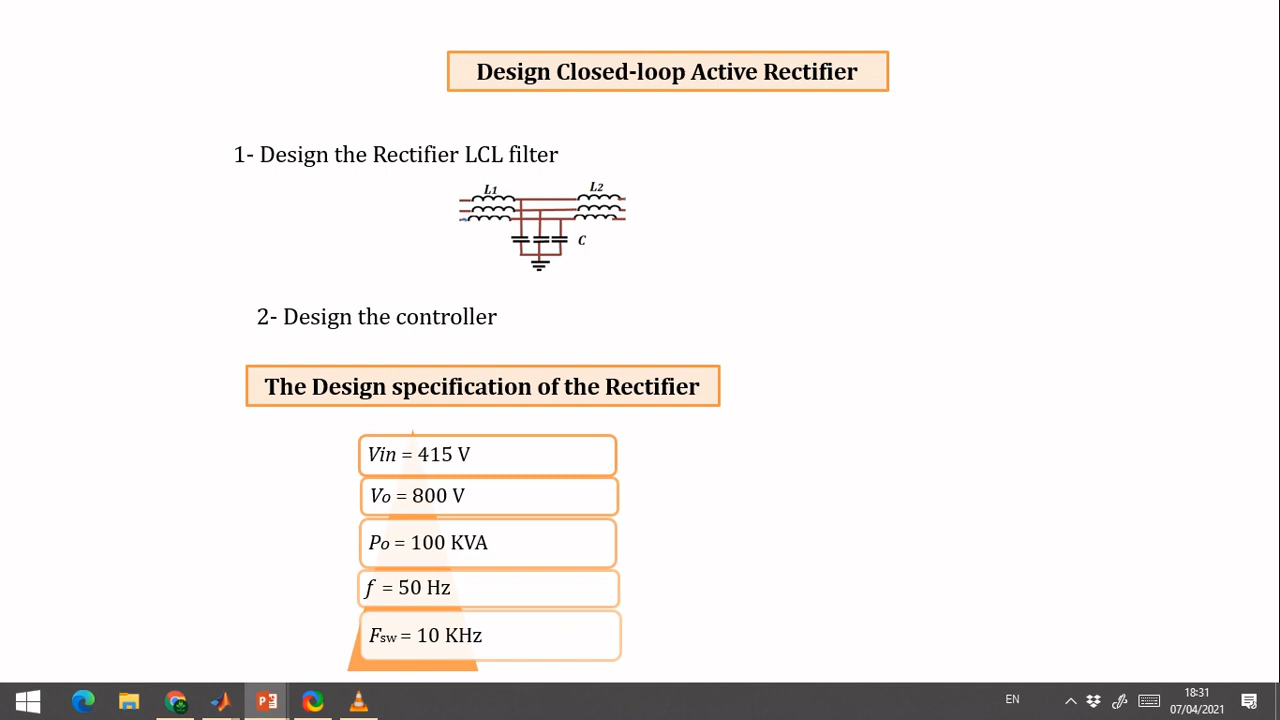 Design Closed-loop Active Rectifier
1- Design the Rectifier LCL filter
L1
L2
C
2- Design the controller
The Design specification of the Rectifier
Vin = 415 V
Vo = 800 V
Po = 100 KVA
f = 50 Hz
Fsw = 10 KHz
EN
18:31
07/04/2021